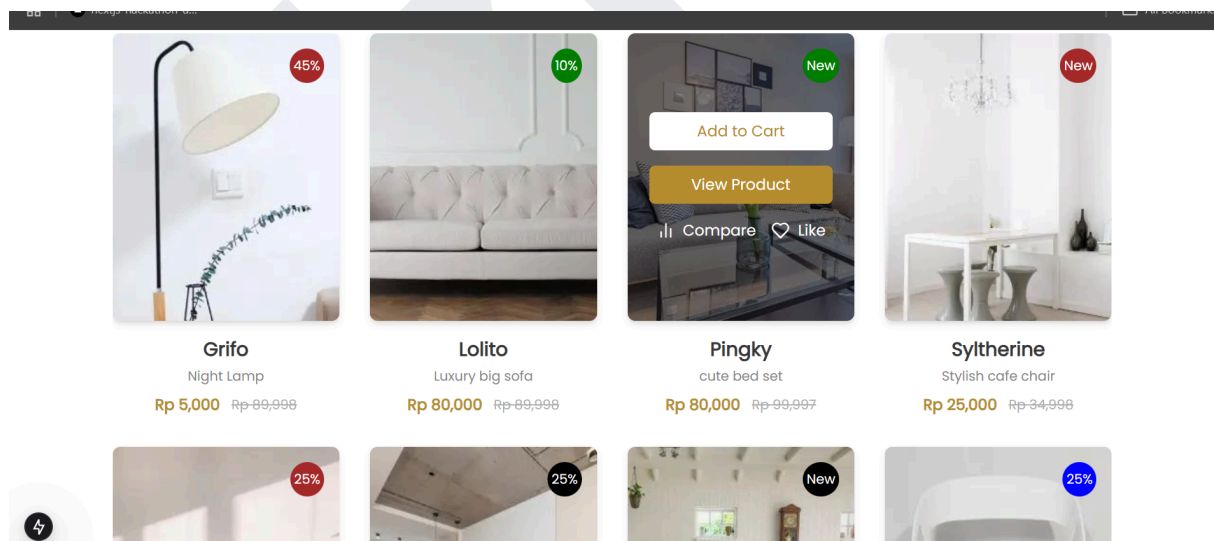 45%
10%
New
New
Add to Cart
View Product
Compare Like
Grifo
Lolito
Pingky
Syltherine
Night Lamp
Luxury big sofa
cute bed set
Stylish cafe chair
Rp 5,000 Rp 89,998
Rp 80,000 Rp 89,998
Rp 80,000 Rp 99,997
Rp 25,000 Rp 34,998
25%
25%
New
25%